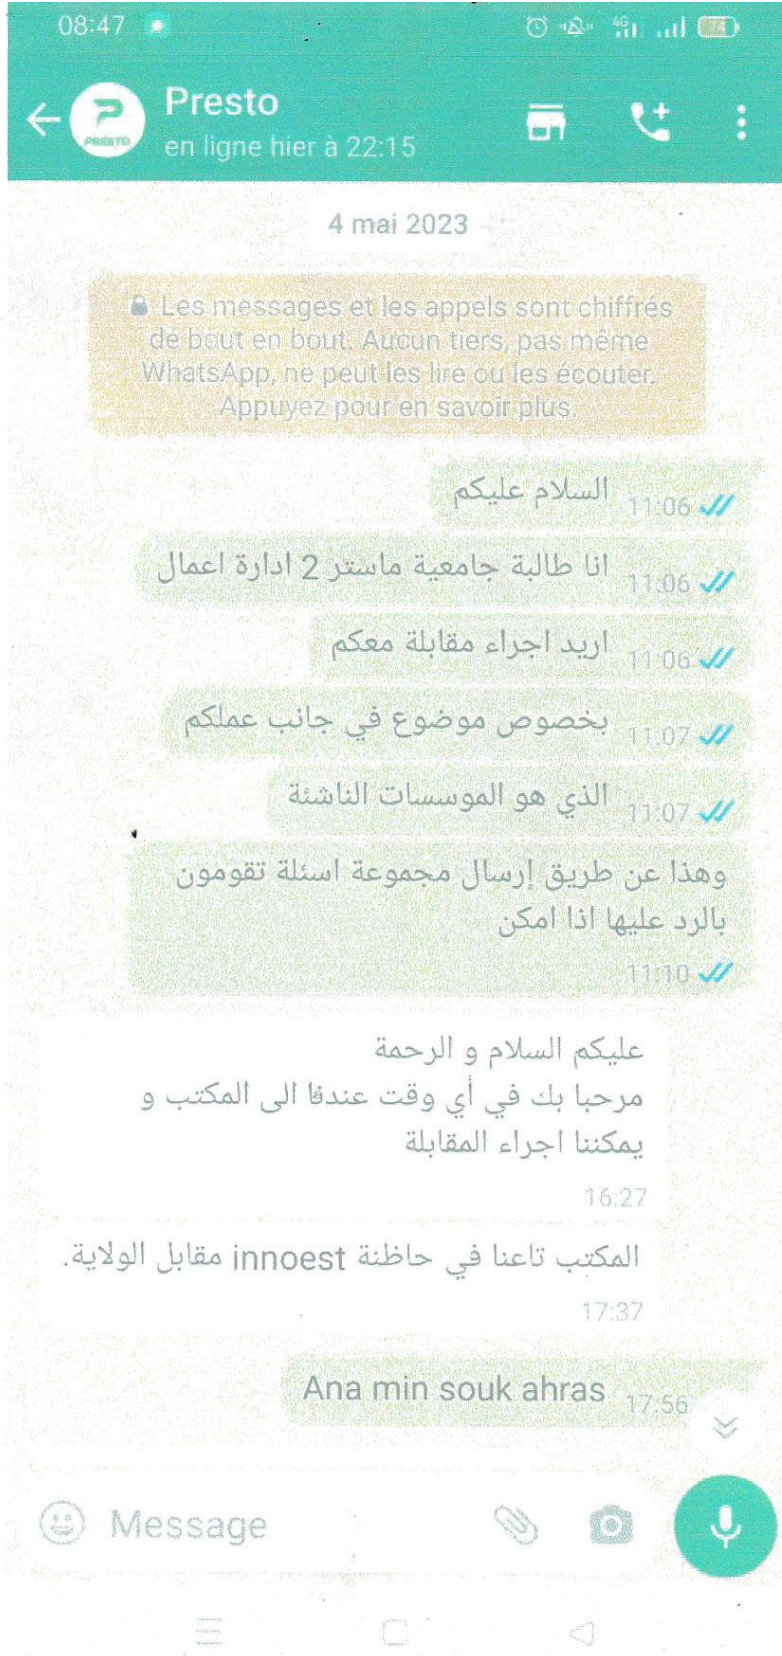 08:47
4G
74
Presto
PRESTO
en ligne hier à 22:15
4 mai 2023
Les messages et les appels sont chiffrés
de bout en bout. Aucun tiers, pas même
WhatsApp, ne peut les lire ou les écouter.
Appuyez pour en savoir plus.
السلام عليكم
11:06
انا طالبة جامعية ماستر 2 ادارة اعمال
11:06
اريد اجراء مقابلة معكم
11:06
بخصوص موضوع في جانب عملكم
11:07
الذي هو الموسسات الناشئة
11:07
وهذا عن طريق إرسال مجموعة اسئلة تقومون
بالرد عليها اذا امكن
11:10
عليكم السلام و الرحمة
مرحبا بك في أي وقت عندنا الى المكتب و
يمكننا اجراء المقابلة
16:27
المكتب تاعنا في حاظنة innoest مقابل الولاية.
17:37
Ana min souk ahras
17:56
Message